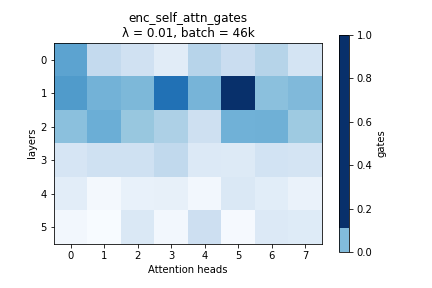 enc_self_attn_gates
λ = 0.01, batch = 46k
0
1
2
3
4
5
layers
0 1 2 3 4 5 6 7
Attention heads
1.0
0.8
0.6
0.4
0.2
0.0
gates